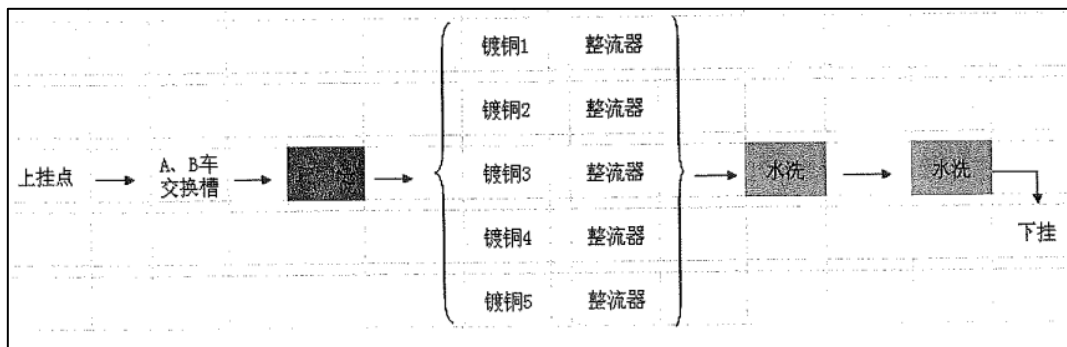 上挂点
A、B车
交换槽
镀铜1 整流器
镀铜2 整流器
镀铜3 整流器
镀铜4 整流器
镀铜5 整流器
水洗
水洗
下挂